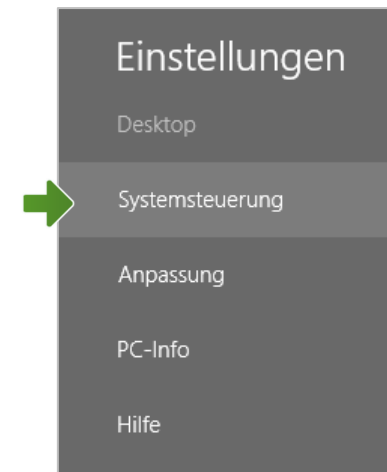 Einstellungen
Desktop
Systemsteuerung
Anpassung
PC-Info
Hilfe